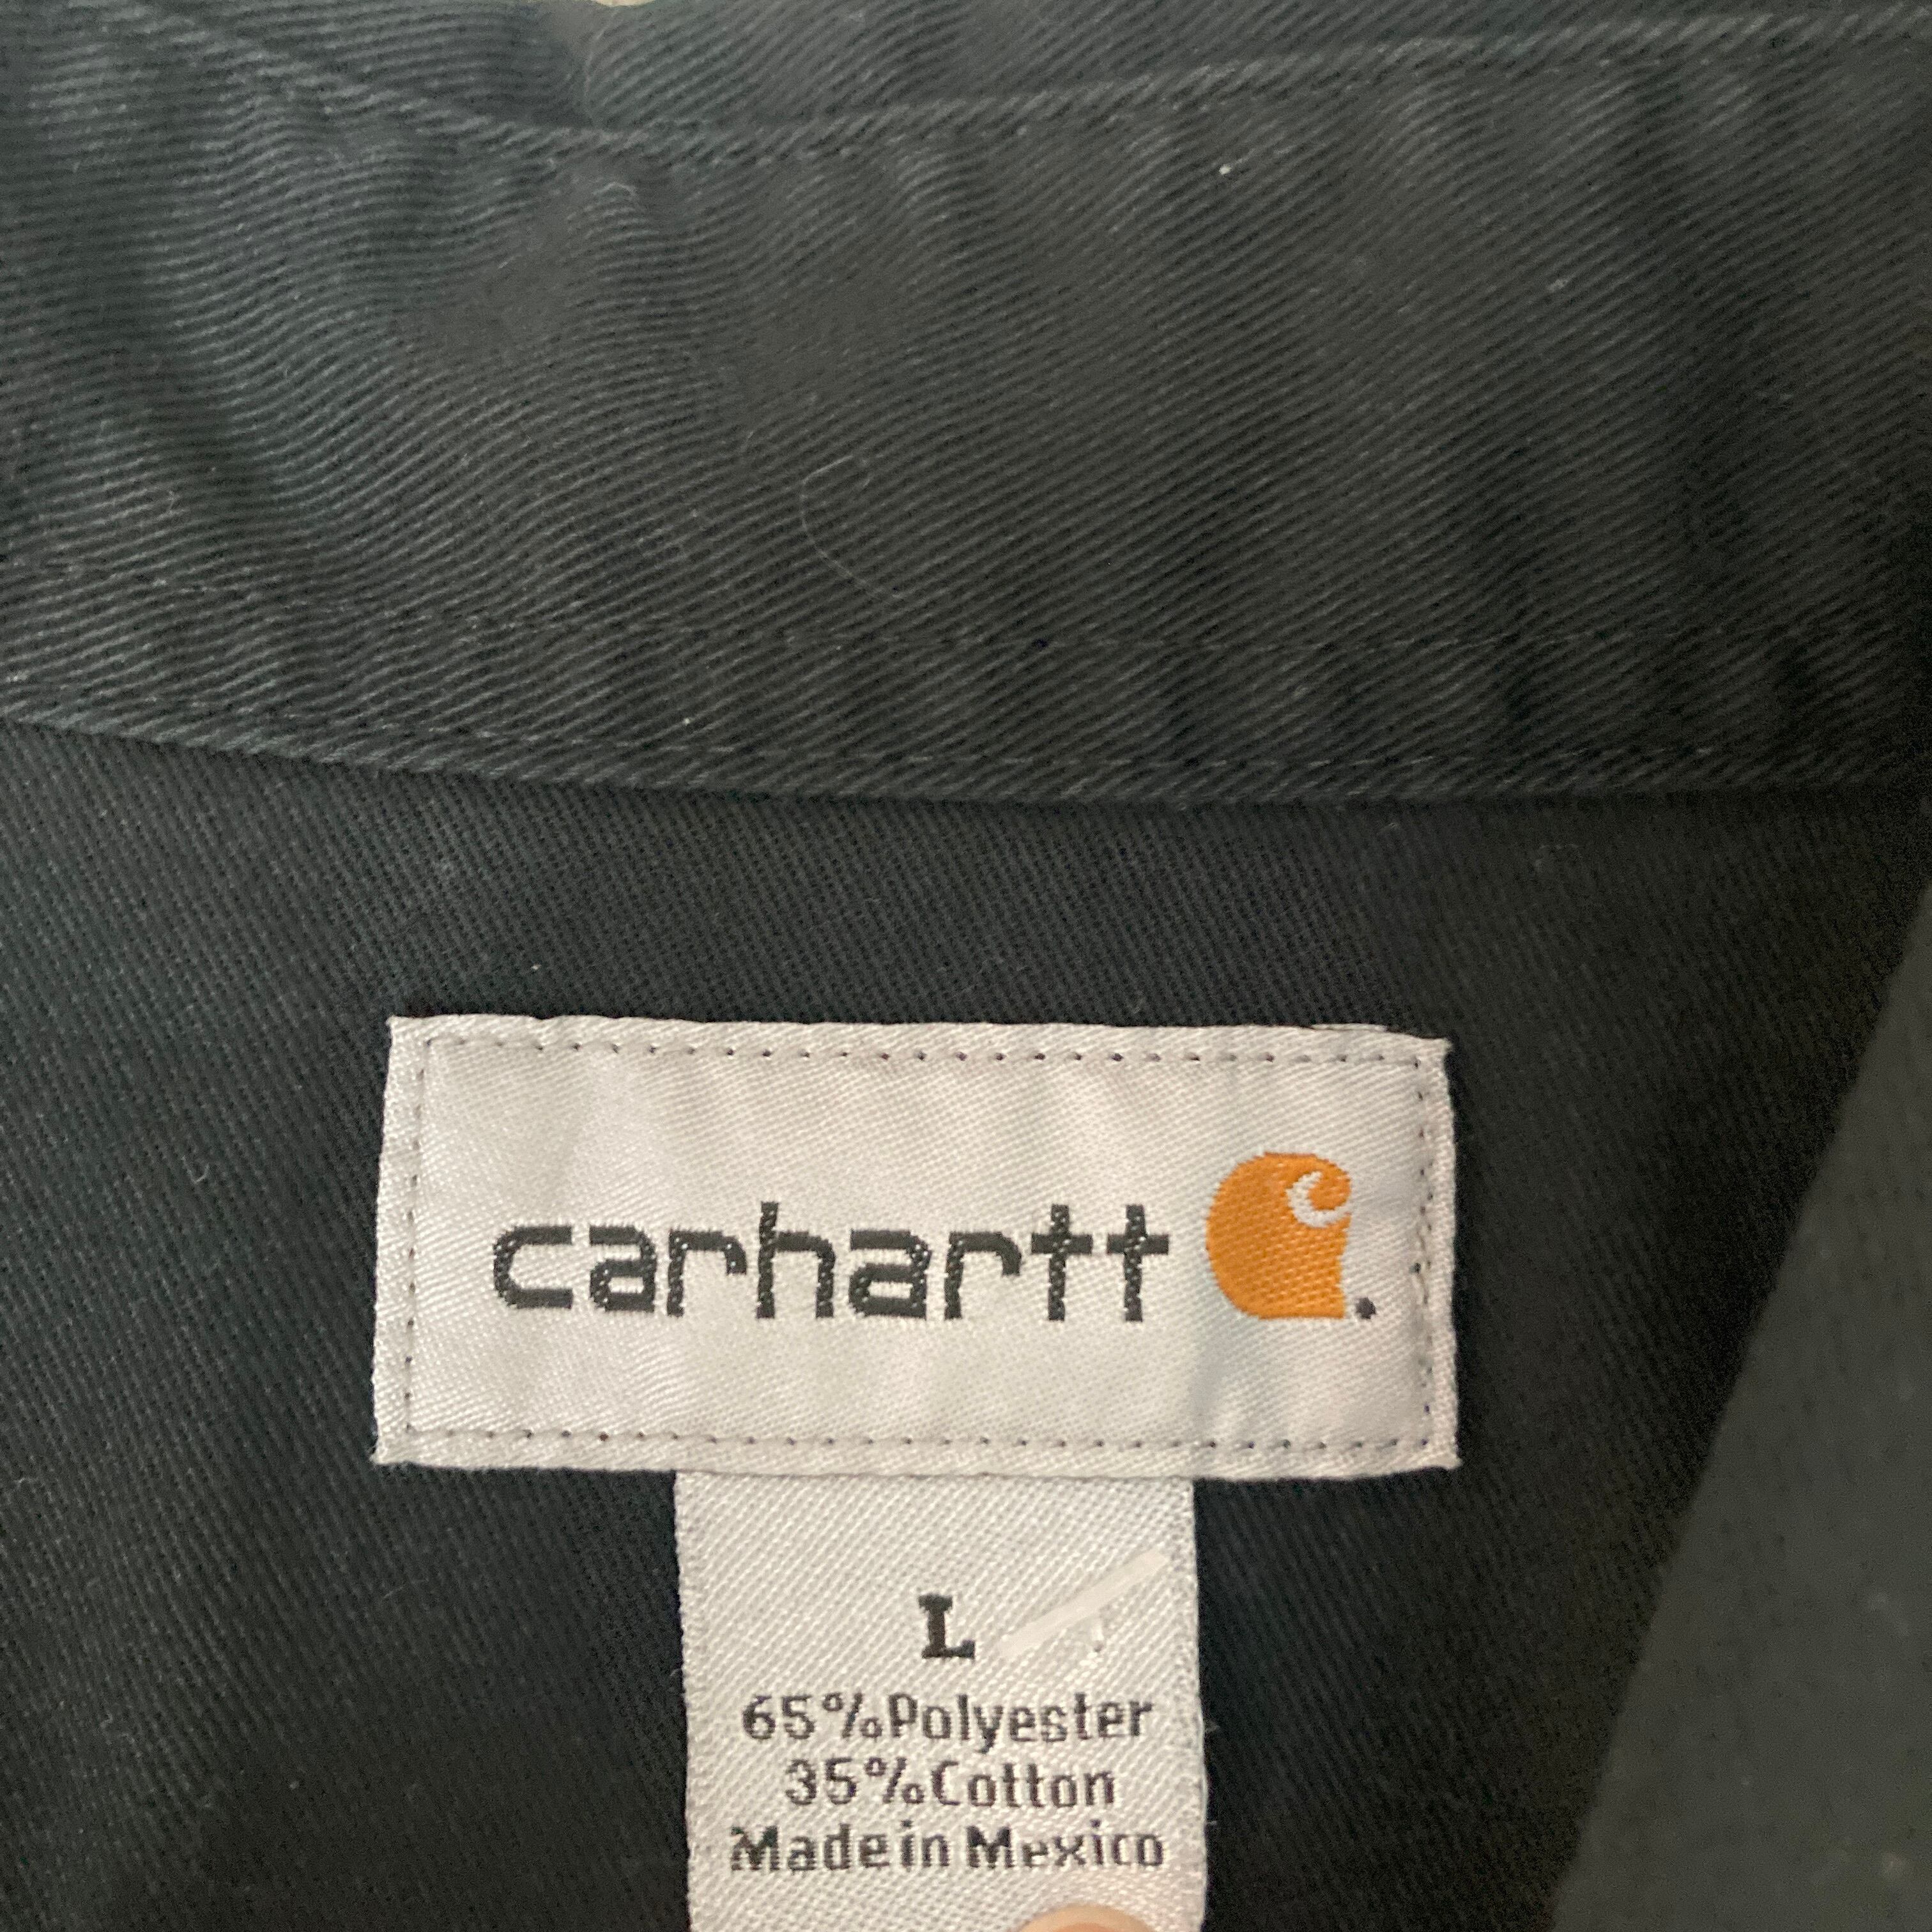 carhartt
L
65%Polyester
35%Cotton
Made in Mexico